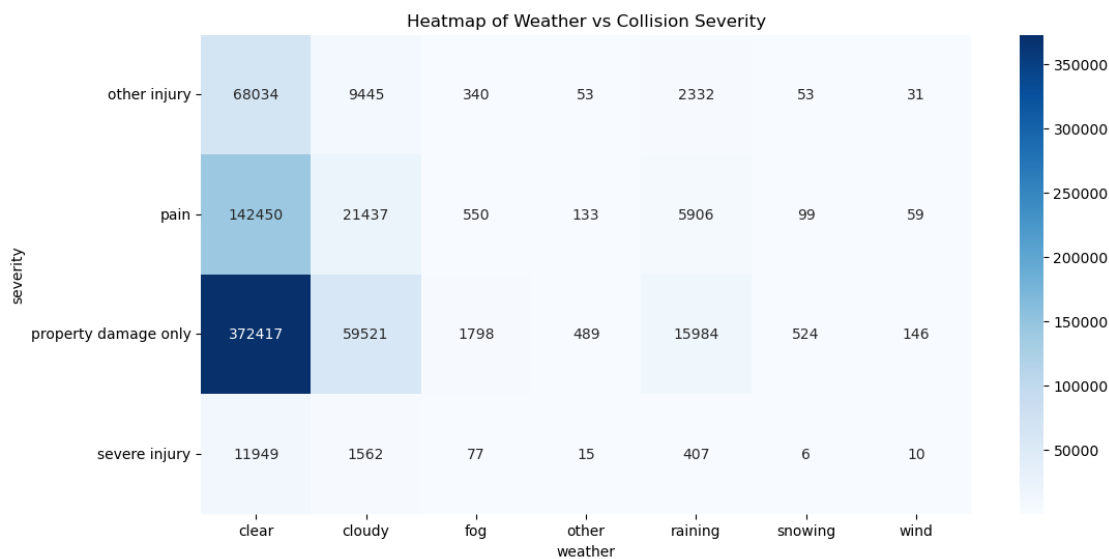 Heatmap of Weather vs Collision Severity
other injury 68034 9445 340 53 2332 53 31
pain 142450 21437 550 133 5906 99 59
property damage only 372417 59521 1798 489 15984 524 146
severe injury 11949 1562 77 15 407 6 10
clear cloudy fog other raining snowing wind
weather
severity
350000
300000
250000
200000
150000
100000
50000